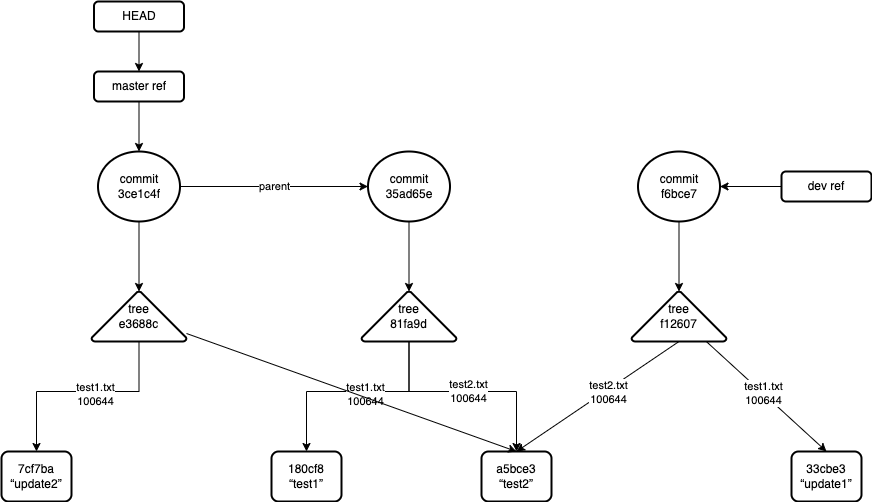 HEAD
master ref
commit
3ce1c4f
parent
commit
35ad65e
commit
f6bce7
dev ref
tree
e3688c
tree
81fa9d
tree
f12607
test1.txt
100644
test1.txt
100644
test2.txt
100644
test2.txt
100644
test1.txt
100644
7cf7ba
“update2”
180cf8
“test1”
a5bce3
“test2”
33cbe3
“update1”